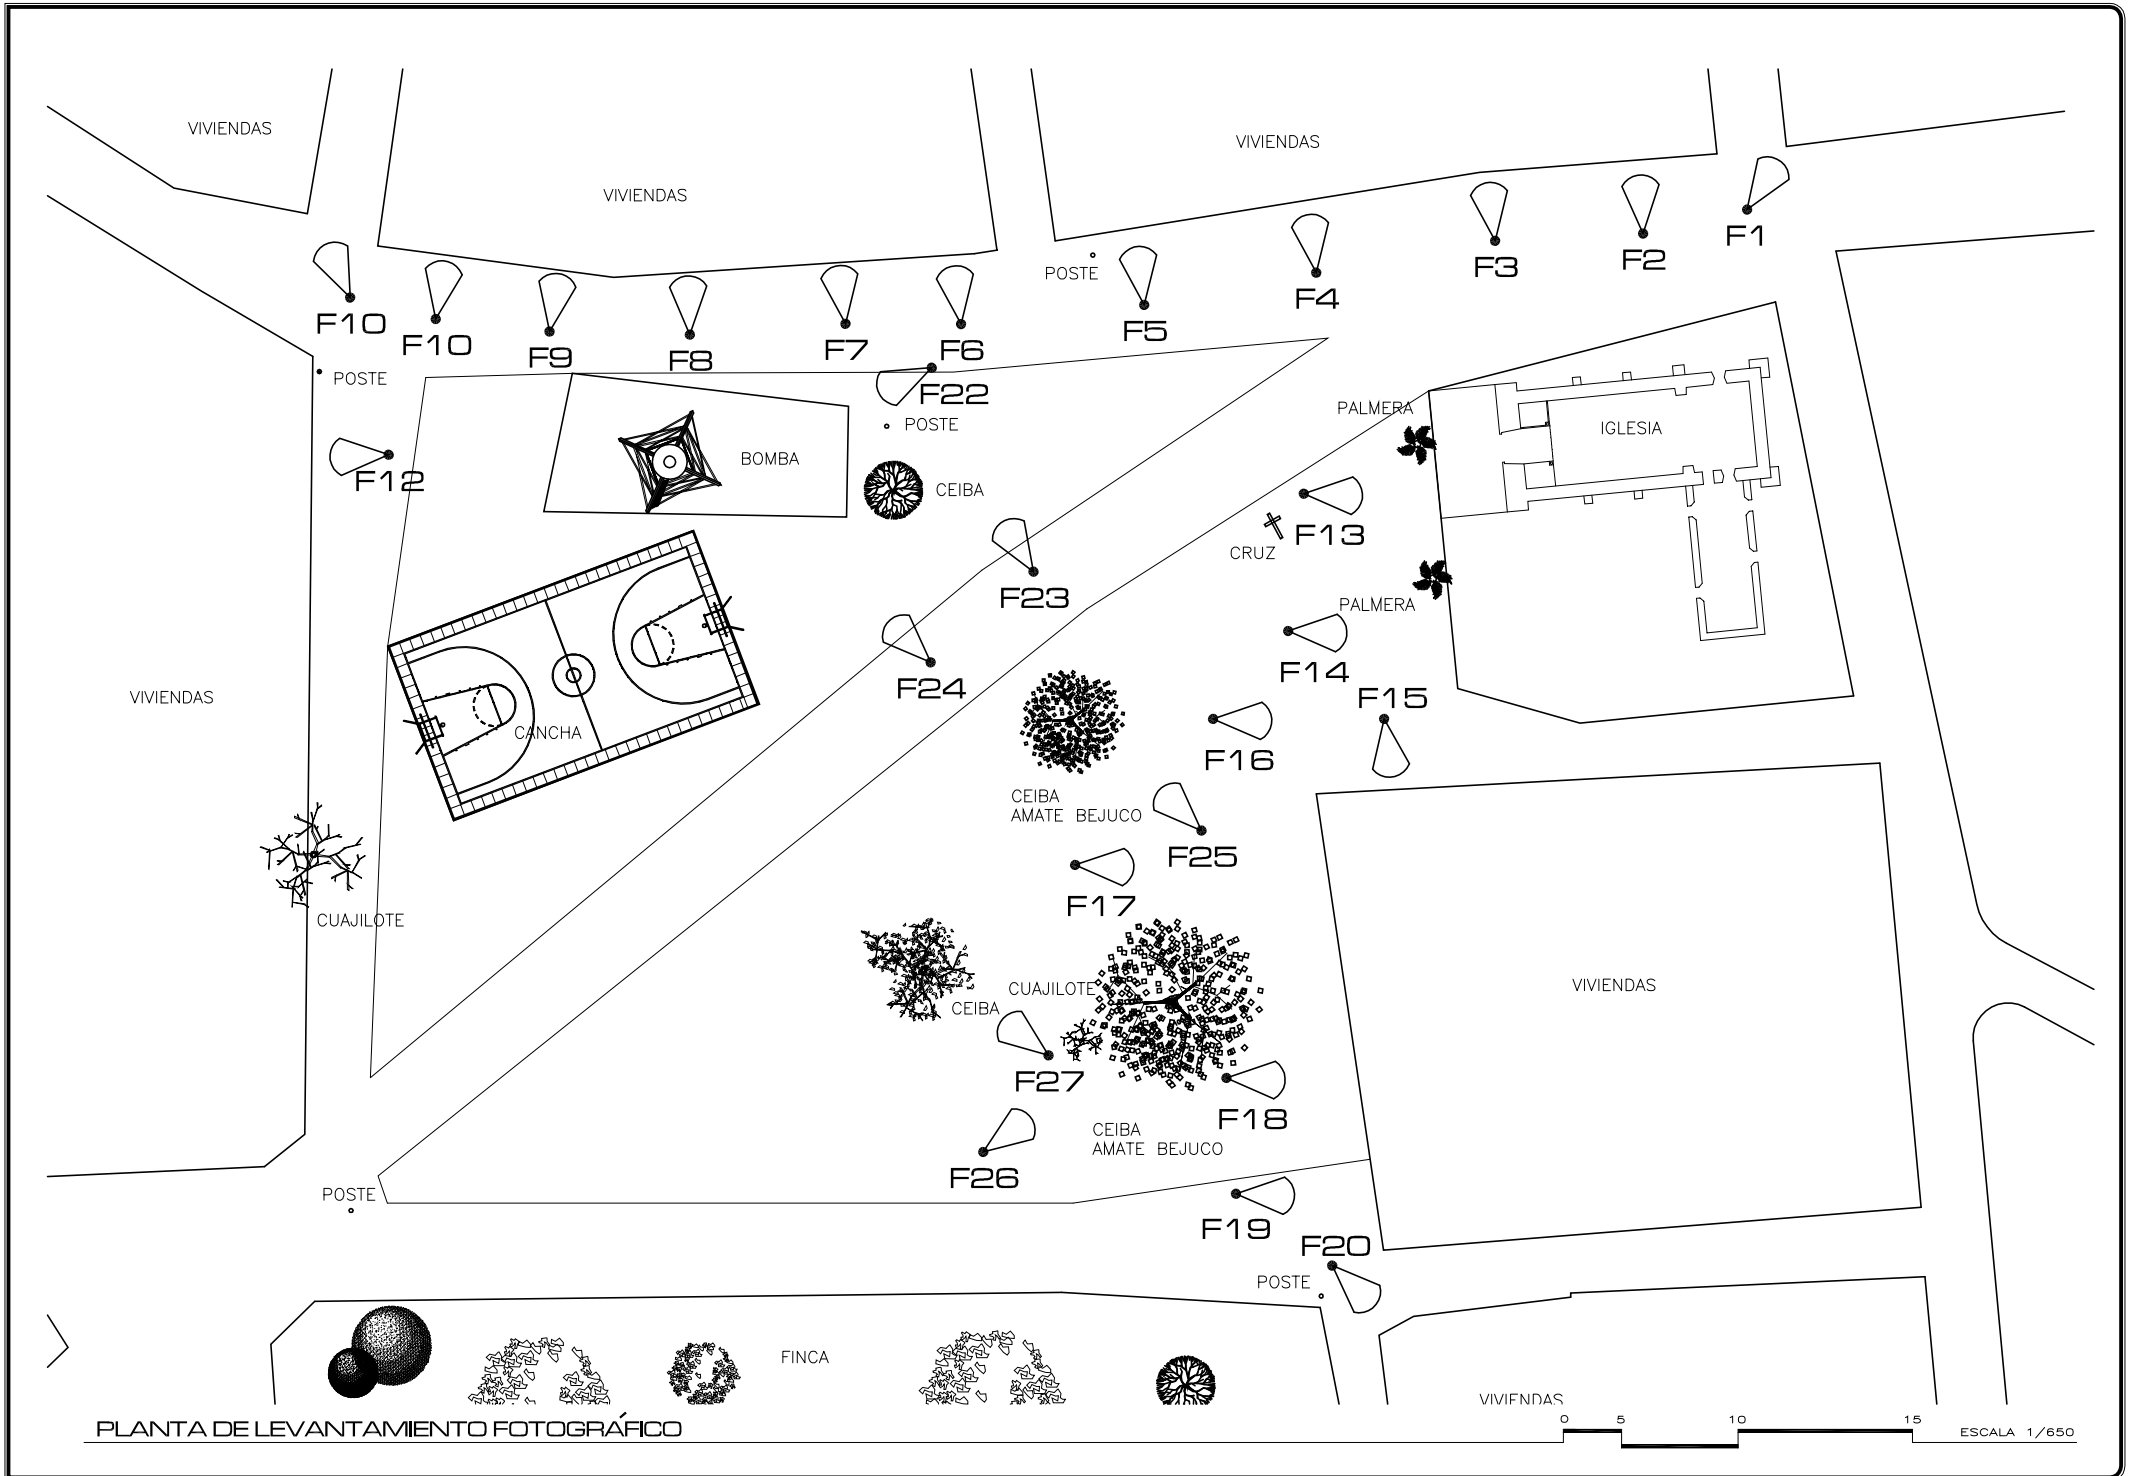 VIVIENDAS
VIVIENDAS
VIVIENDAS
F1
F2
F3
F4
F5
POSTE
F6
F7
F8
F9
F10
F10
POSTE
F22
POSTE
PALMERA
IGLESIA
BOMBA
CEIBA
F12
F13
CRUZ
F23
PALMERA
F14
F15
F24
VIVIENDAS
CANCHA
F16
CEIBA
AMATE BEJUCO
F25
F17
CUAJILOTE
CUAJILOTE
CEIBA
VIVIENDAS
F27
F18
CEIBA
AMATE BEJUCO
F26
POSTE
F19
F20
POSTE
FINCA
VIVIENDAS
PLANTA DE LEVANTAMIENTO FOTOGRÁFICO
0 5 10 15
ESCALA 1/650